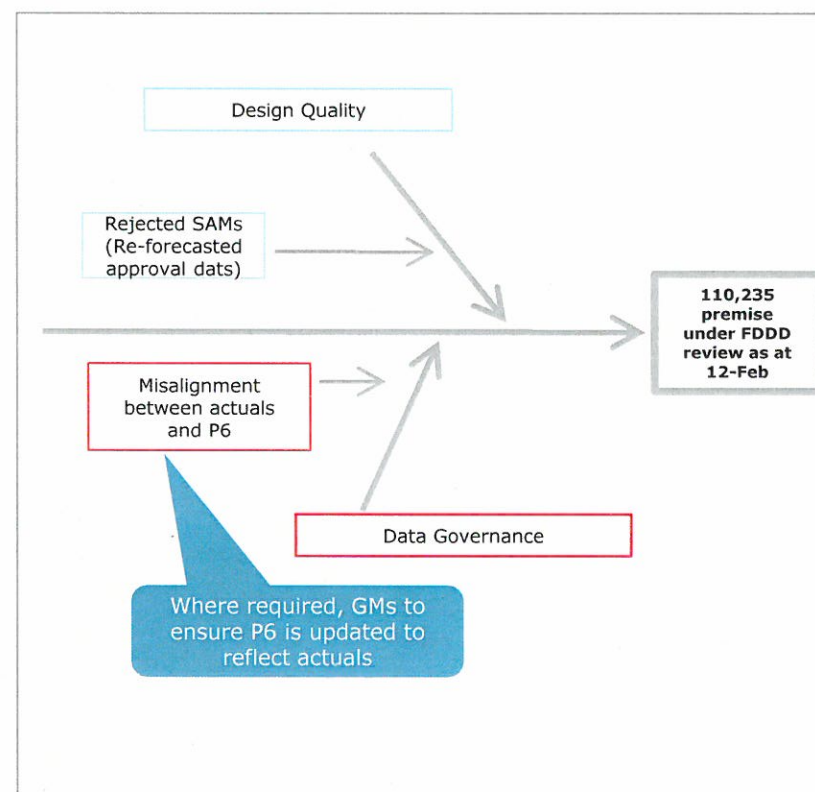 Design Quality
Rejected SAMs
(Re-forecasted
approval dats)
110,235
premise
under FDDD
review as at
12-Feb
Misalignment
between actuals
and P6
Data Governance
Where required, GMs to
ensure P6 is updated to
reflect actuals